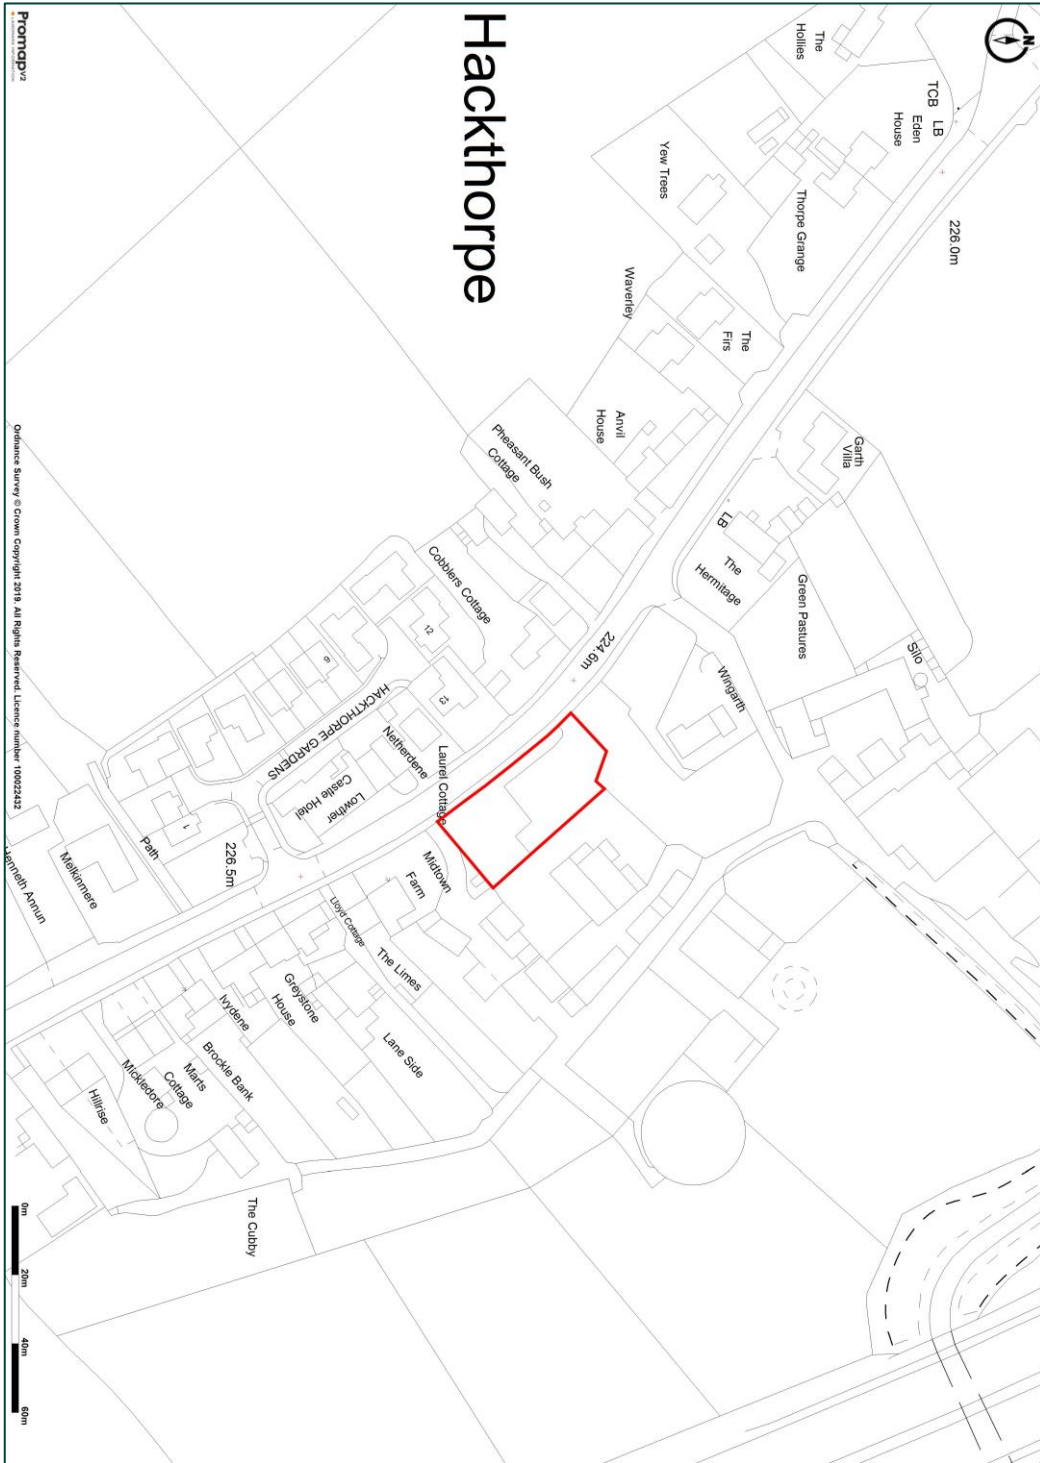 Hackthorpe
Promap v2
LANDMARK INFORMATION
N
The
Hollies
TCB
LB
Eden
House
226.0m
Yew Trees
Thorpe Grange
Waverley
The
Firs
Anvil
House
Garth
Villa
Pheasant Bush
Cottage
LB
The
Hermitage
Green Pastures
Silo
Cobblers Cottage
12
9
224.6m
Wingarth
13
HACKTHORPE GARDENS
Netherdene
Laurel Cottage
Lowther
Castle Hotel
1
Path
226.5m
Midtown
Farm
Melkinmere
Henneth Annun
Lloyd Cottage
The Limes
Greystone
House
Ivydene
Lane Side
Brockle Bank
Marts
Cottage
Mickledore
Hillrise
The Cubby
Ordnance Survey © Crown Copyright 2019. All Rights Reserved. Licence number 100022432
0m
20m
40m
60m